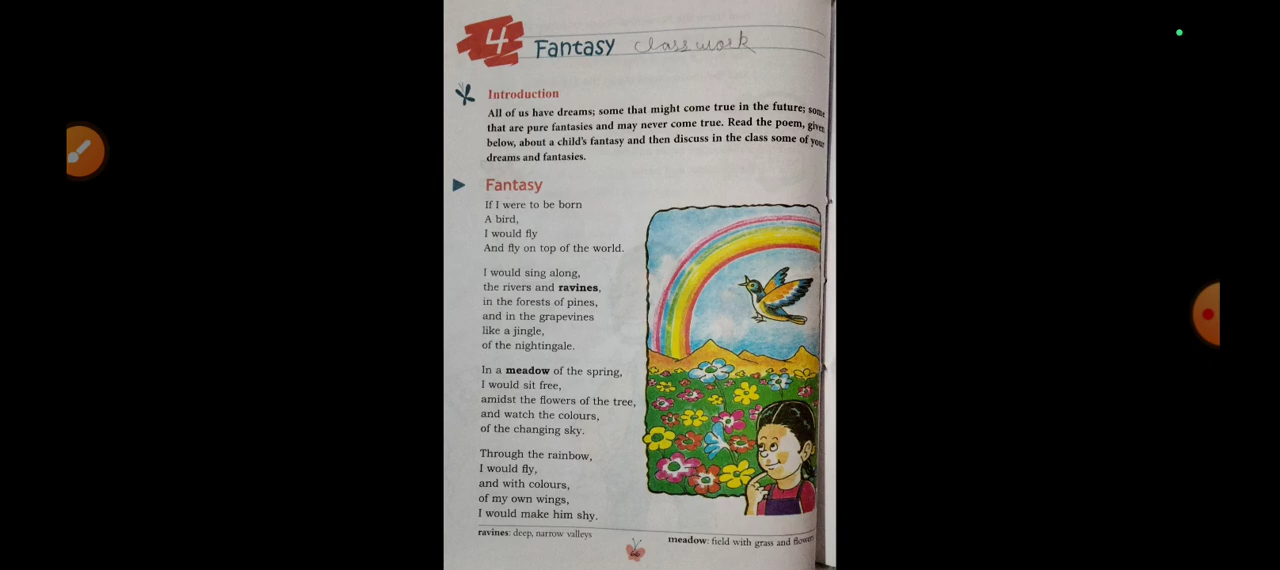 4 Fantasy Classwork
Introduction
All of us have dreams; some that might come true in the future; some
that are pure fantasies and may never come true. Read the poem, given
below, about a child's fantasy and then discuss in the class some of your
dreams and fantasies.
Fantasy
If I were to be born
A bird,
I would fly
And fly on top of the world.
I would sing along,
the rivers and ravines,
in the forests of pines,
and in the grapevines
like a jingle,
of the nightingale.
In a meadow of the spring,
I would sit free,
amidst the flowers of the tree,
and watch the colours,
of the changing sky.
Through the rainbow,
I would fly,
and with colours,
of my own wings,
I would make him shy.
ravines: deep, narrow valleys
meadow: field with grass and flowers